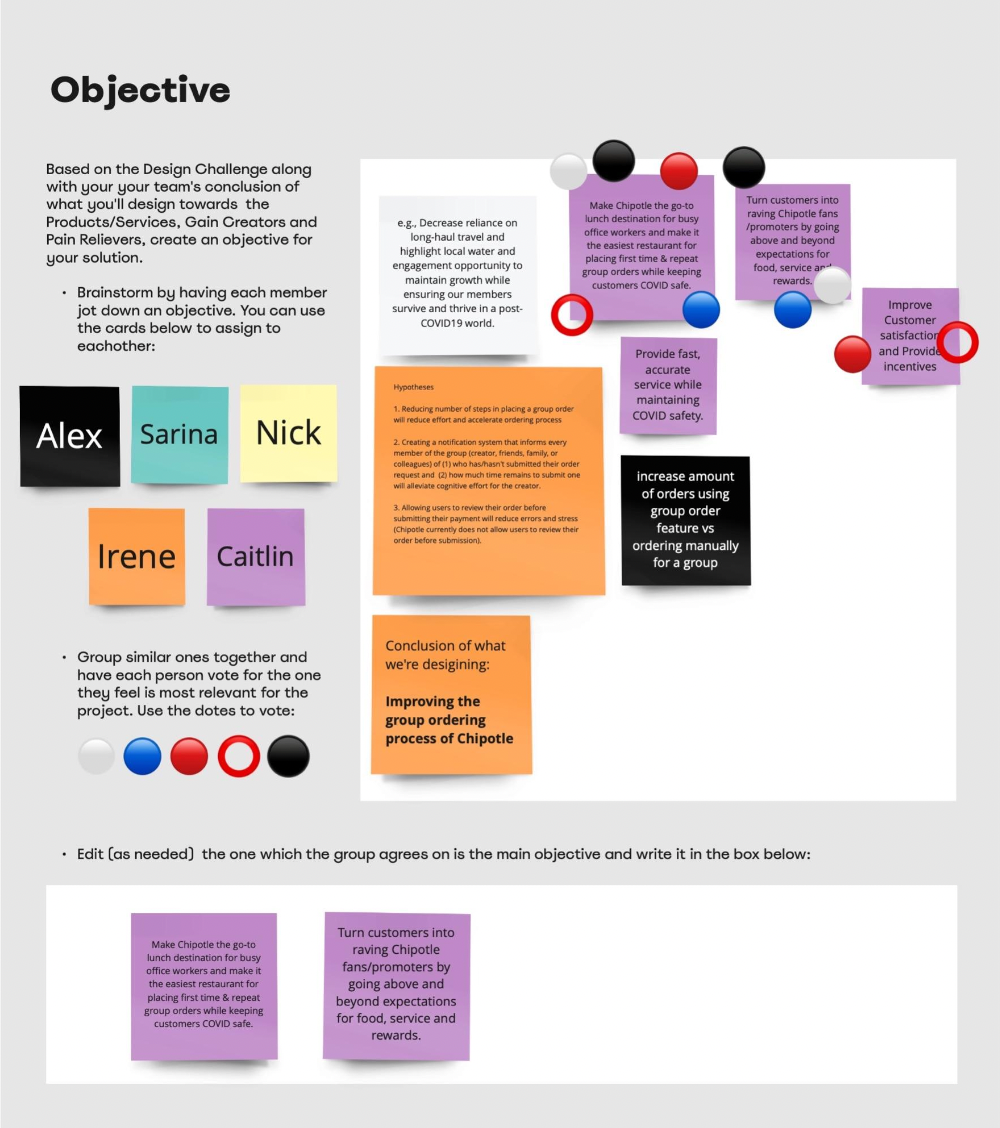 Objective
Based on the Design Challenge along
with your your team's conclusion of
what you'll design towards the
Products/Services, Gain Creators and
Pain Relievers, create an objective for
your solution.
• Brainstorm by having each member
jot down an objective. You can use
the cards below to assign to
eachother:
Alex
Sarina
Nick
Irene
Caitlin
• Group similar ones together and
have each person vote for the one
they feel is most relevant for the
project. Use the dotes to vote:
e.g., Decrease reliance on
long-haul travel and
highlight local water and
engagement opportunity to
maintain growth while
ensuring our members
survive and thrive in a post-
COVID19 world.
Make Chipotle the go-to
lunch destination for busy
office workers and make it
the easiest restaurant for
placing first time & repeat
group orders while keeping
customers COVID safe.
Turn customers into
raving Chipotle fans
/promoters by going
above and beyond
expectations for
food, service and
rewards.
Improve
Customer
satisfaction
and Provide
incentives
Provide fast,
accurate
service while
maintaining
COVID safety.
Hypotheses
1. Reducing number of steps in placing a group order
will reduce effort and accelerate ordering process
2. Creating a notification system that informs every
member of the group (creator, friends, family, or
colleagues) of (1) who has/hasn't submitted their order
request and (2) how much time remains to submit one
will alleviate cognitive effort for the creator.
3. Allowing users to review their order before
submitting their payment will reduce errors and stress
(Chipotle currently does not allow users to review their
order before submission).
increase amount
of orders using
group order
feature vs
ordering manually
for a group
Conclusion of what
we're desigining:
Improving the
group ordering
process of Chipotle
• Edit (as needed) the one which the group agrees on is the main objective and write it in the box below:
Make Chipotle the go-to
lunch destination for busy
office workers and make it
the easiest restaurant for
placing first time & repeat
group orders while keeping
customers COVID safe.
Turn customers into
raving Chipotle
fans/promoters by
going above and
beyond expectations
for food, service and
rewards.